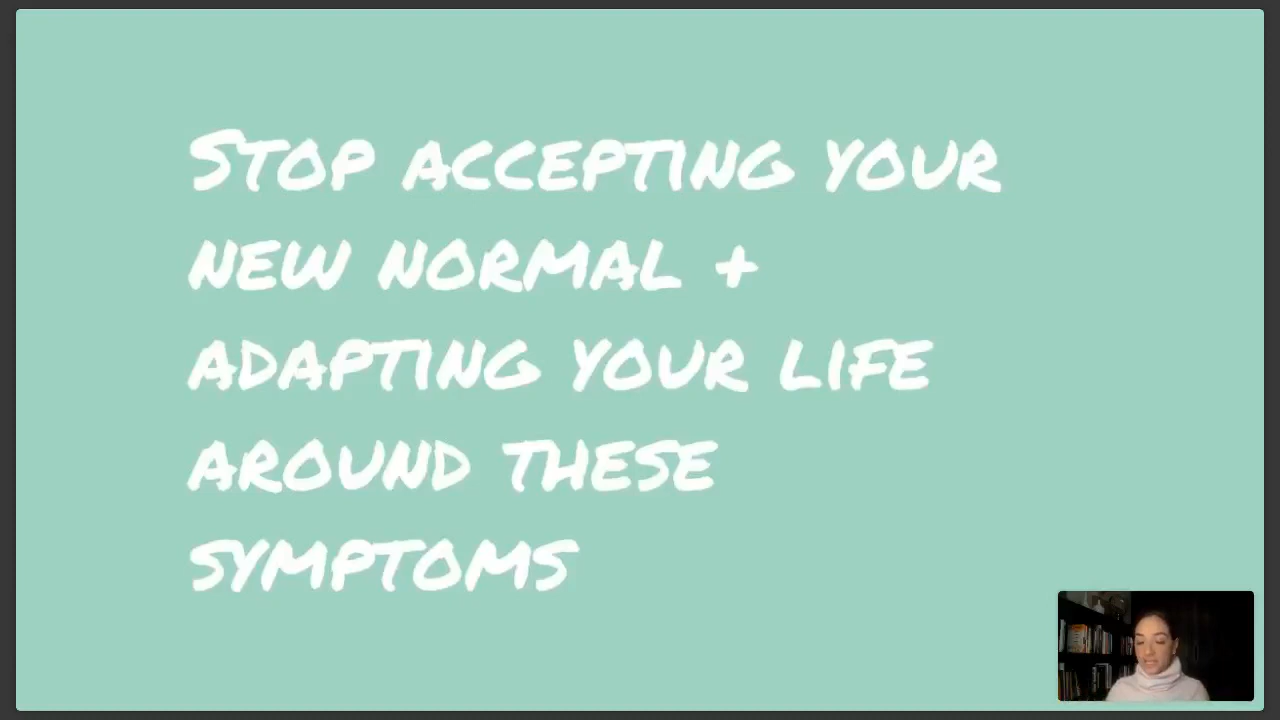 Stop accepting your
new normal +
adapting your life
around these
symptoms